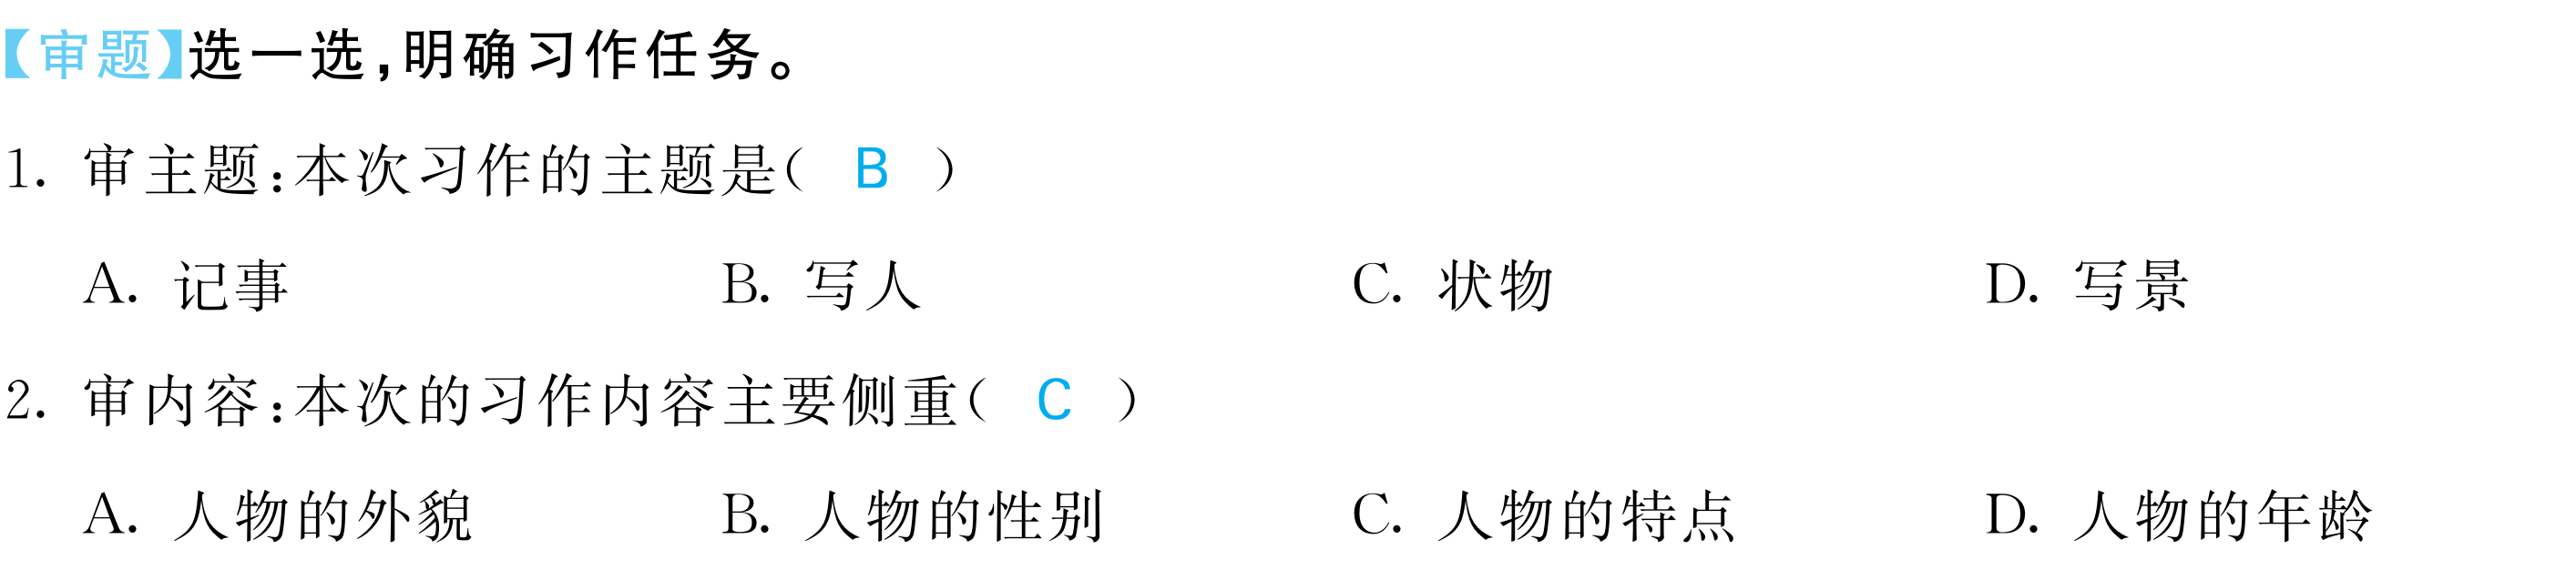 【审题】选一选,明确习作任务。
1. 审主题:本次习作的主题是( B )
A. 记事 B. 写人 C. 状物 D. 写景
2. 审内容:本次的习作内容主要侧重( C )
A. 人物的外貌 B. 人物的性别 C. 人物的特点 D. 人物的年龄